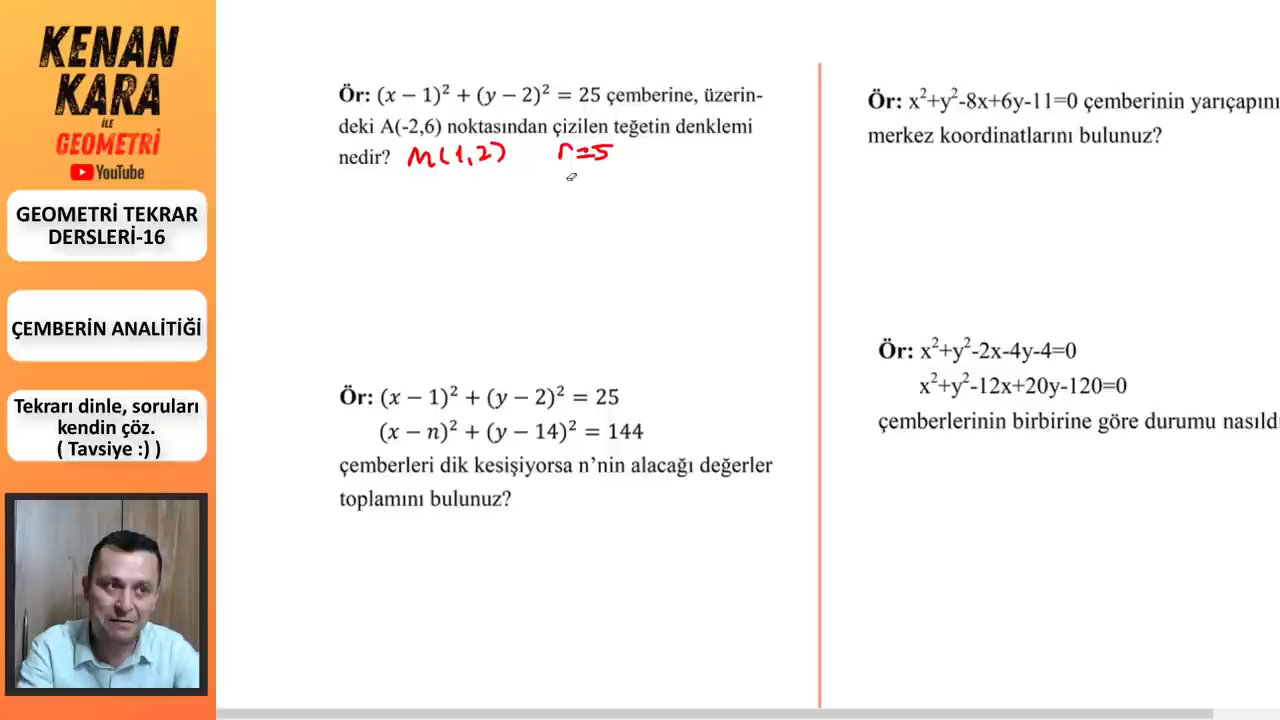 KENAN
KARA
İLE
GEOMETRİ
YouTube
GEOMETRİ TEKRAR
DERSLERİ-16
ÇEMBERİN ANALİTİĞİ
Tekrarı dinle, soruları
kendin çöz.
( Tavsiye :) )
Ör: (x − 1)² + (y − 2)² = 25 çemberine, üzerin-
deki A(-2,6) noktasından çizilen teğetin denklemi
nedir? M(1,2) r=5
Ör: (x − 1)² + (y − 2)² = 25
(x − n)² + (y − 14)² = 144
çemberleri dik kesişiyorsa n’nin alacağı değerler
toplamını bulunuz?
Ör: x²+y²-8x+6y-11=0 çemberinin yarıçapını
merkez koordinatlarını bulunuz?
Ör: x²+y²-2x-4y-4=0
x²+y²-12x+20y-120=0
çemberlerinin birbirine göre durumu nasıldı